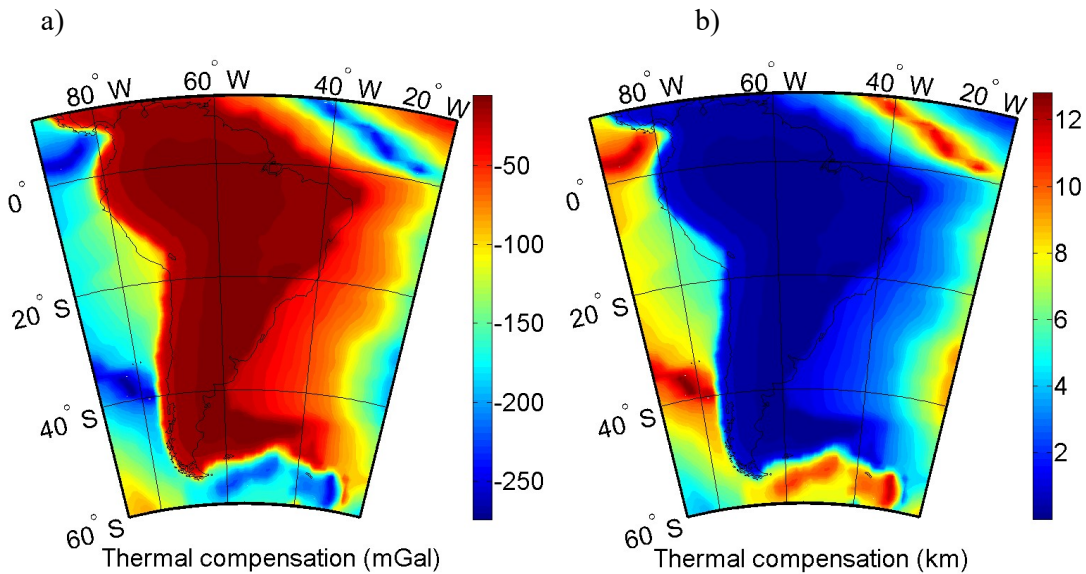 a)
b)
80° W
60° W
40° W
20° W
0°
20° S
40° S
60° S
-50
-100
-150
-200
-250
Thermal compensation (mGal)
80° W
60° W
40° W
20° W
0°
20° S
40° S
60° S
12
10
8
6
4
2
Thermal compensation (km)